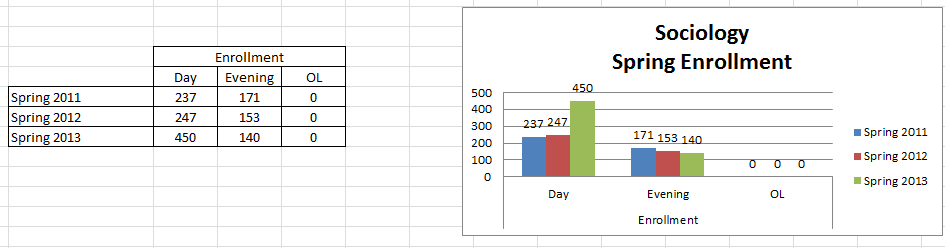 Enrollment
Day Evening OL
Spring 2011 237 171 0
Spring 2012 247 153 0
Spring 2013 450 140 0
Sociology
Spring Enrollment
500
400
300
200
100
0
237 247 450
171 153 140
0 0 0
Day Evening OL
Enrollment
Spring 2011
Spring 2012
Spring 2013